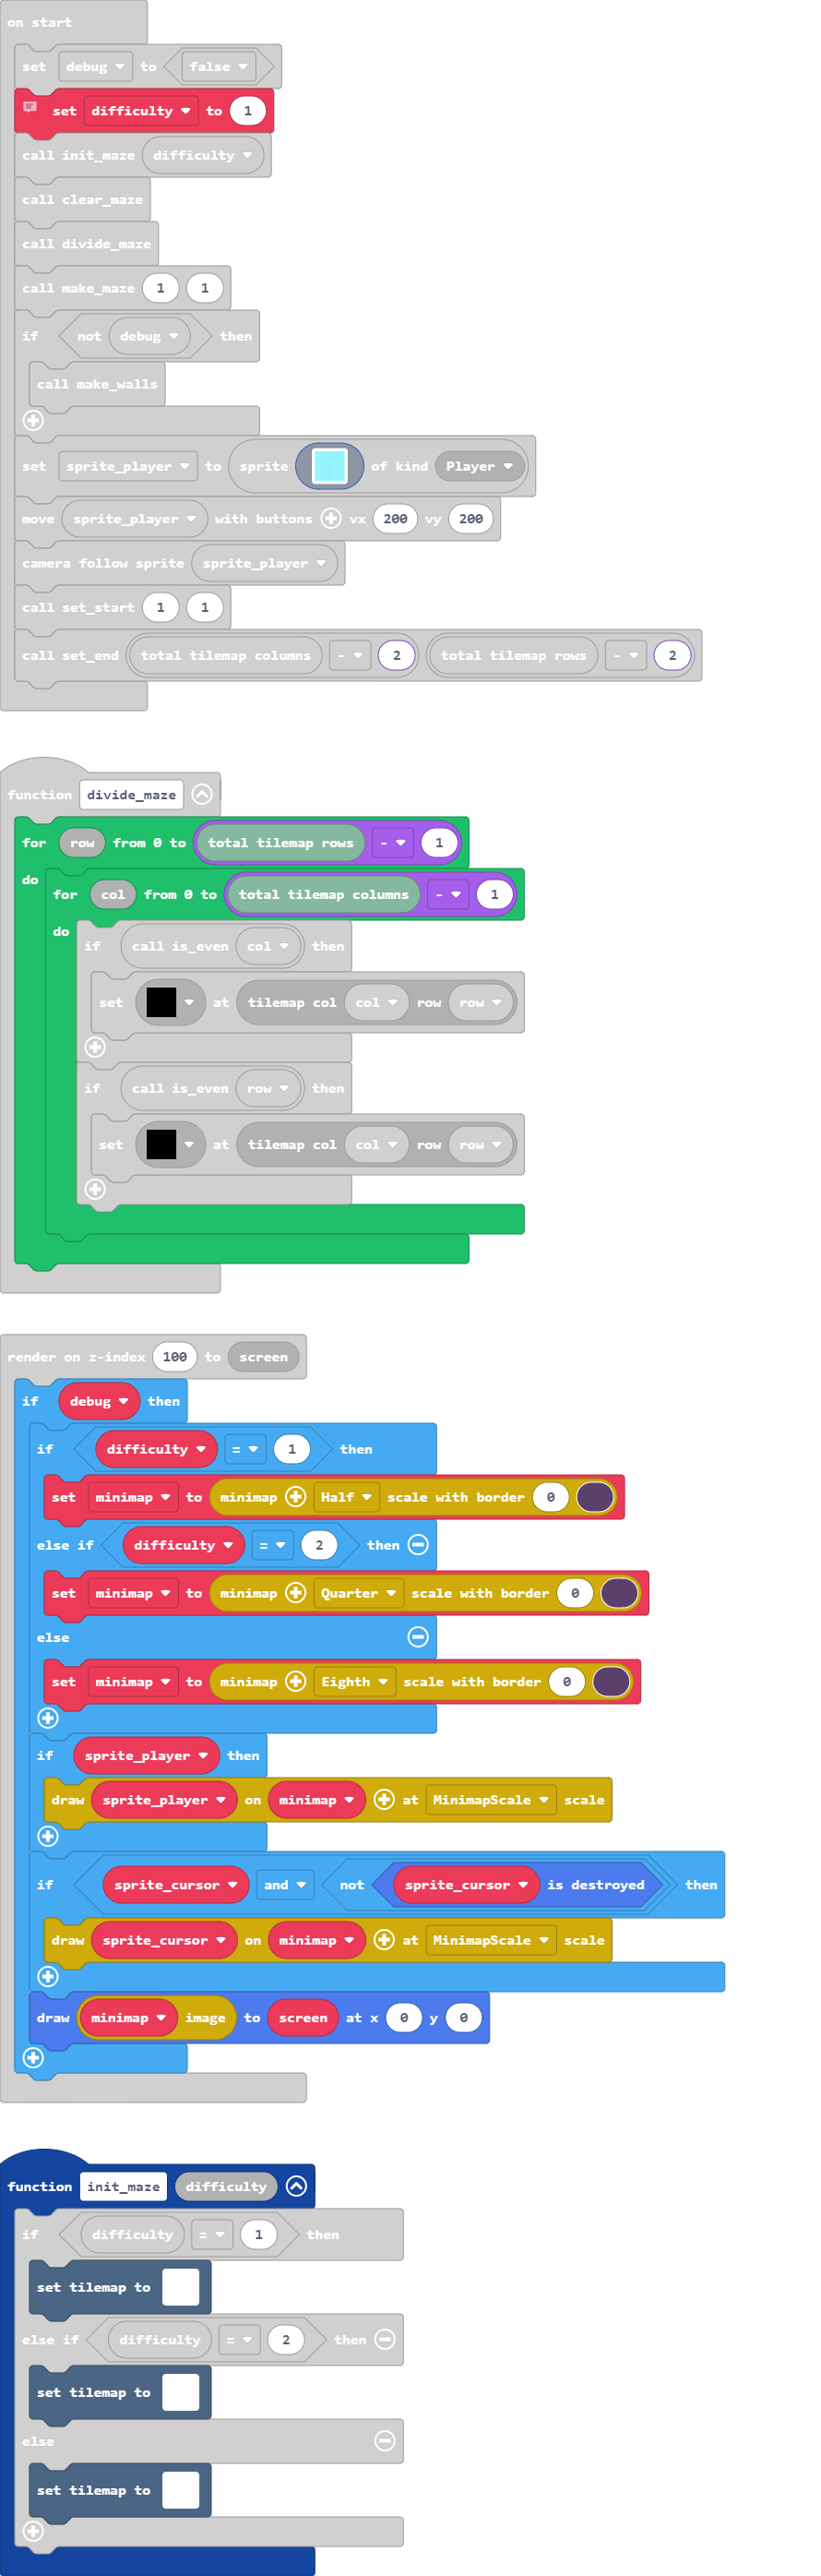 on start
set debug to false
set difficulty to 1
call init_maze difficulty
call clear_maze
call divide_maze
call make_maze 1 1
if not debug then
call make_walls
set sprite_player to sprite of kind Player
move sprite_player with buttons vx 200 vy 200
camera follow sprite sprite_player
call set_start 1 1
call set_end total tilemap columns - 2 total tilemap rows - 2
function divide_maze
for row from 0 to total tilemap rows - 1
do for col from 0 to total tilemap columns - 1
do if call is_even col then
set at tilemap col col row row
if call is_even row then
set at tilemap col col row row
render on z-index 100 to screen
if debug then
if difficulty = 1 then
set minimap to minimap Half scale with border 0
else if difficulty = 2 then
set minimap to minimap Quarter scale with border 0
else
set minimap to minimap Eighth scale with border 0
if sprite_player then
draw sprite_player on minimap at MinimapScale scale
if sprite_cursor and not sprite_cursor is destroyed then
draw sprite_cursor on minimap at MinimapScale scale
draw minimap image to screen at x 0 y 0
function init_maze difficulty
if difficulty = 1 then
set tilemap to
else if difficulty = 2 then
set tilemap to
else
set tilemap to